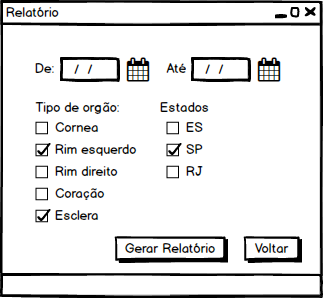 Relatório
De: / / Até / /
Tipo de orgão: Estados
Cornea ES
Rim esquerdo SP
Rim direito RJ
Coração
Esclera
Gerar Relatório Voltar